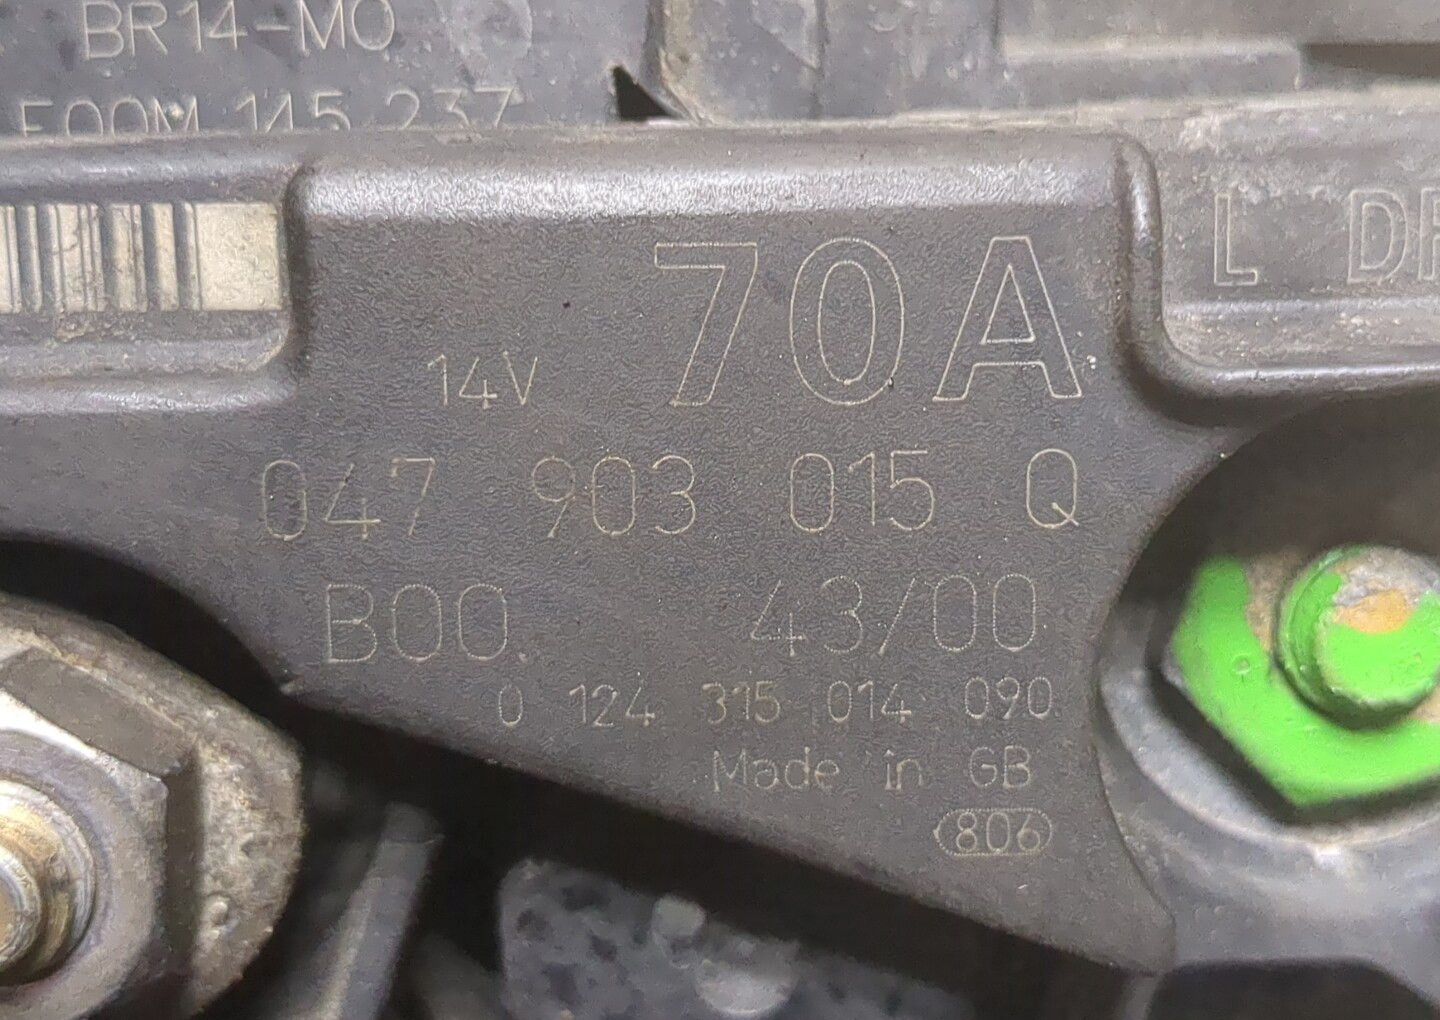 BR14-M0
F00M 145 237
L
14V 70A
047 903 015 Q
B00 43/00
0 124 315 014 090
Made in GB
806